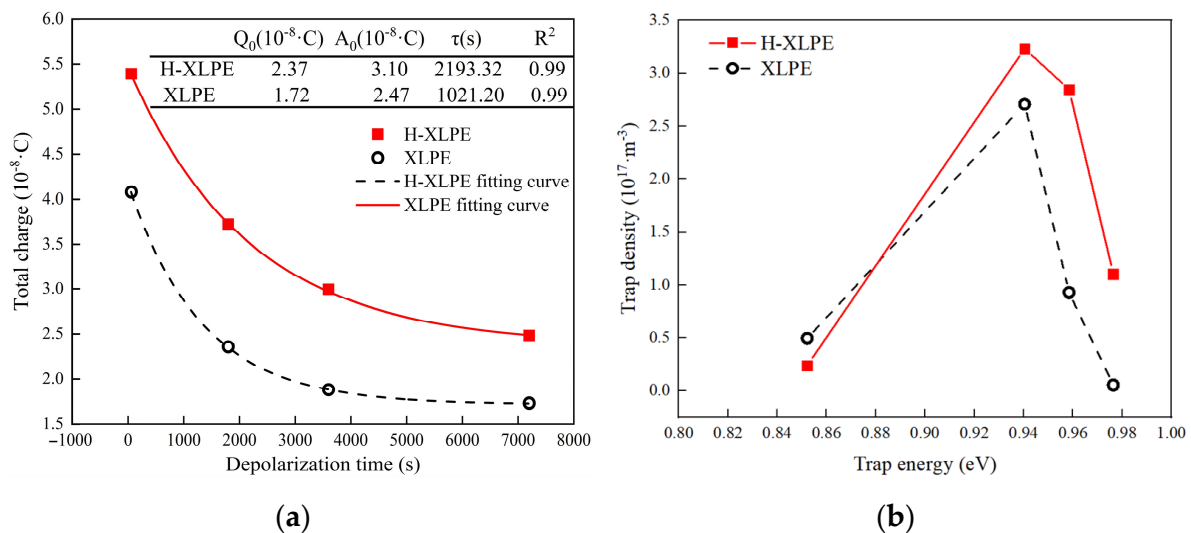 Q0(10-8·C) A0(10-8·C) τ(s) R2
H-XLPE 2.37 3.10 2193.32 0.99
XLPE 1.72 2.47 1021.20 0.99
H-XLPE
XLPE
H-XLPE fitting curve
XLPE fitting curve
6.0
5.5
5.0
4.5
4.0
3.5
3.0
2.5
2.0
1.5
Total charge (10-8·C)
−1000 0 1000 2000 3000 4000 5000 6000 7000 8000
Depolarization time (s)
(a)
H-XLPE
XLPE
3.5
3.0
2.5
2.0
1.5
1.0
0.5
0.0
Trap density (1017·m-3)
0.80 0.82 0.84 0.86 0.88 0.90 0.92 0.94 0.96 0.98 1.00
Trap energy (eV)
(b)